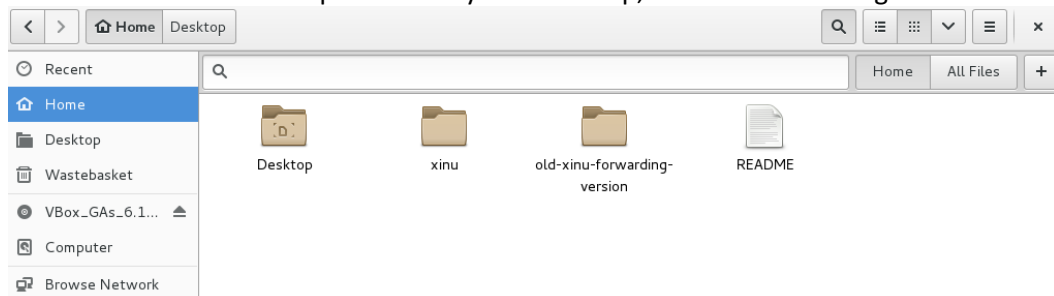 Home Desktop
Recent
Home All Files +
Home
Desktop
Wastebasket
VBox_GAs_6.1...
Computer
Browse Network
Desktop
xinu
old-xinu-forwarding-
version
README